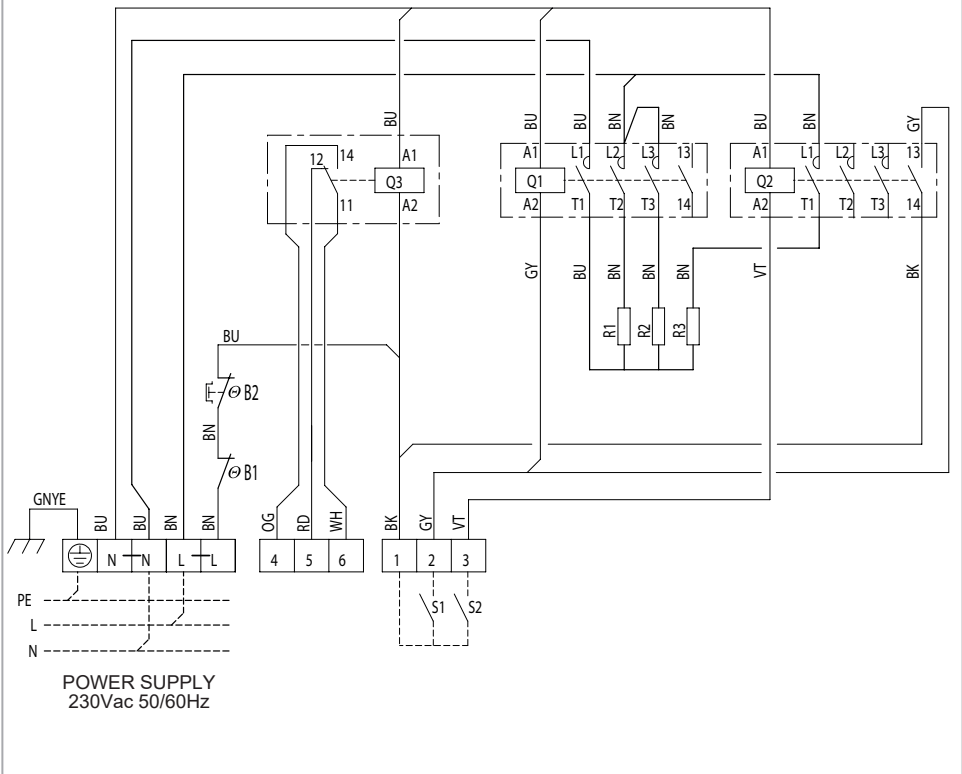 BU BU BU BN BN BU BN GY
12 14 A1 A1 L1 L2 L3 13 A1 L1 L2 L3 13
Q3 Q1 Q2
11 A2 A2 T1 T2 T3 14 A2 T1 T2 T3 14
GY BU BN BN BN VT BK
R1 R2 R3
BU
Θ B2
BN
Θ B1
GNYE
BU BU BN BN OG RD WH BK GY VT
N N L L 4 5 6 1 2 3
PE
S1 S2
L
N
POWER SUPPLY
230Vac 50/60Hz